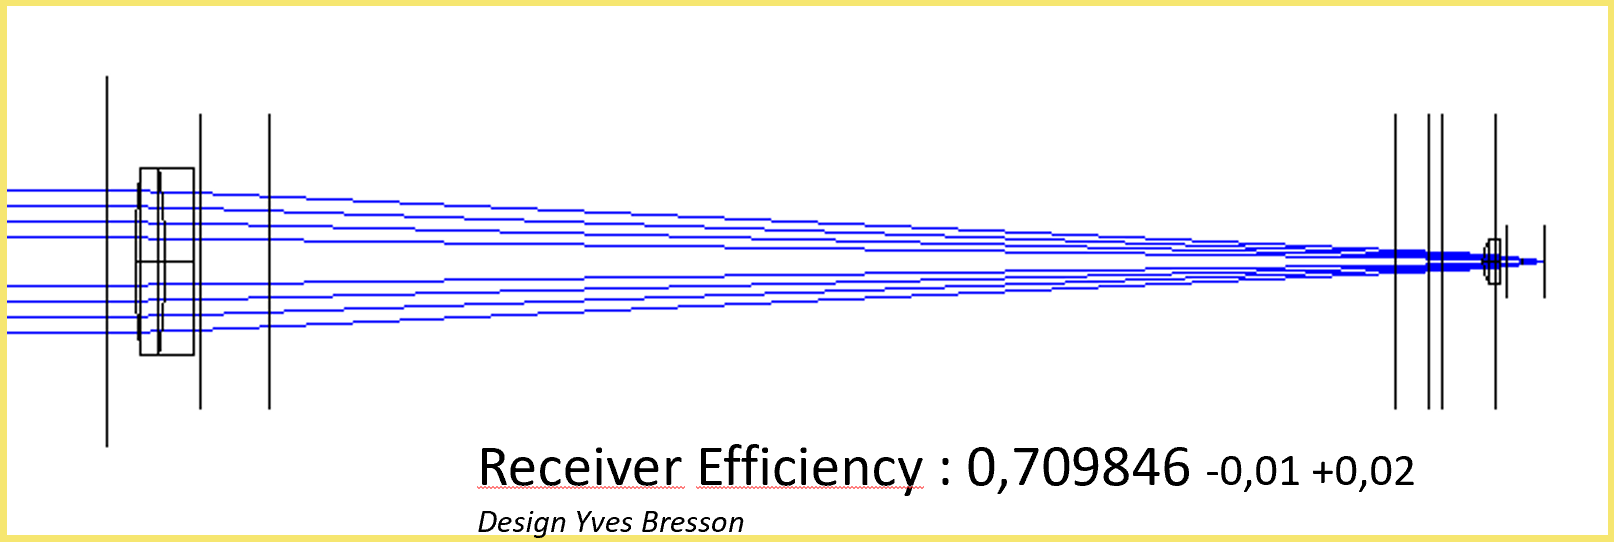 Receiver Efficiency : 0,709846 -0,01 +0,02
Design Yves Bresson